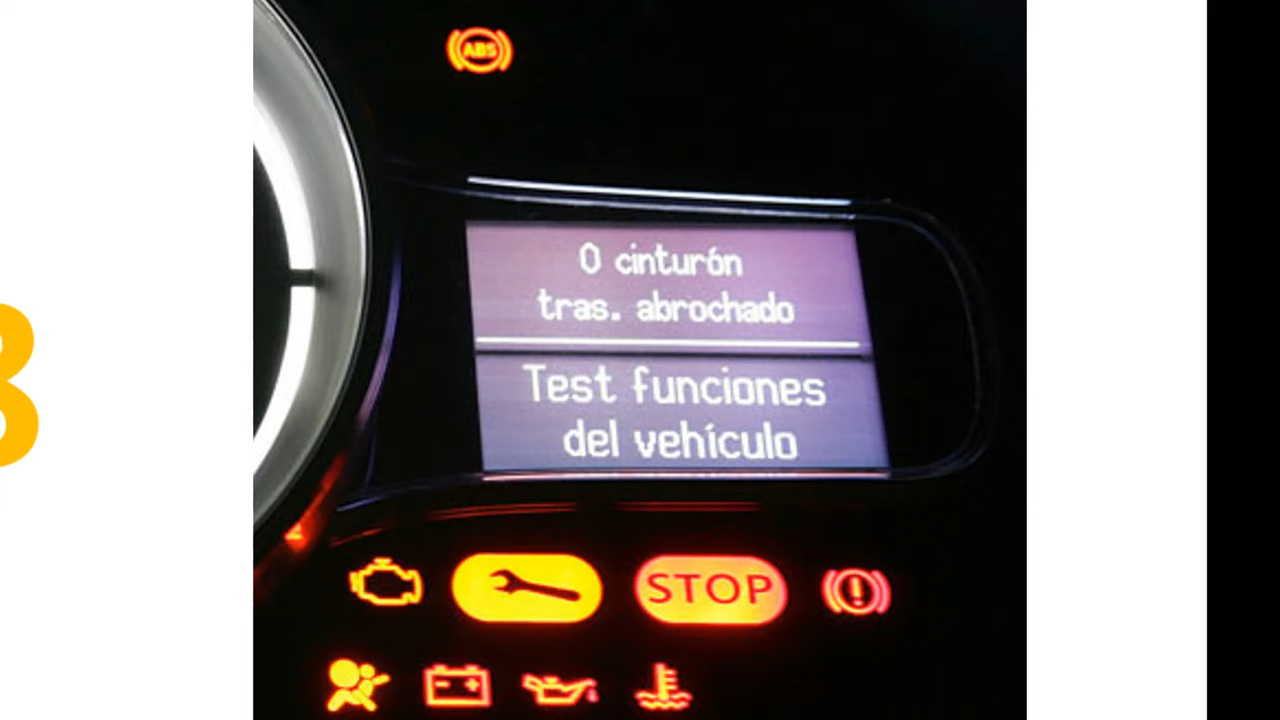 ABS
0 cinturón
tras. abrochado
Test funciones
del vehículo
STOP